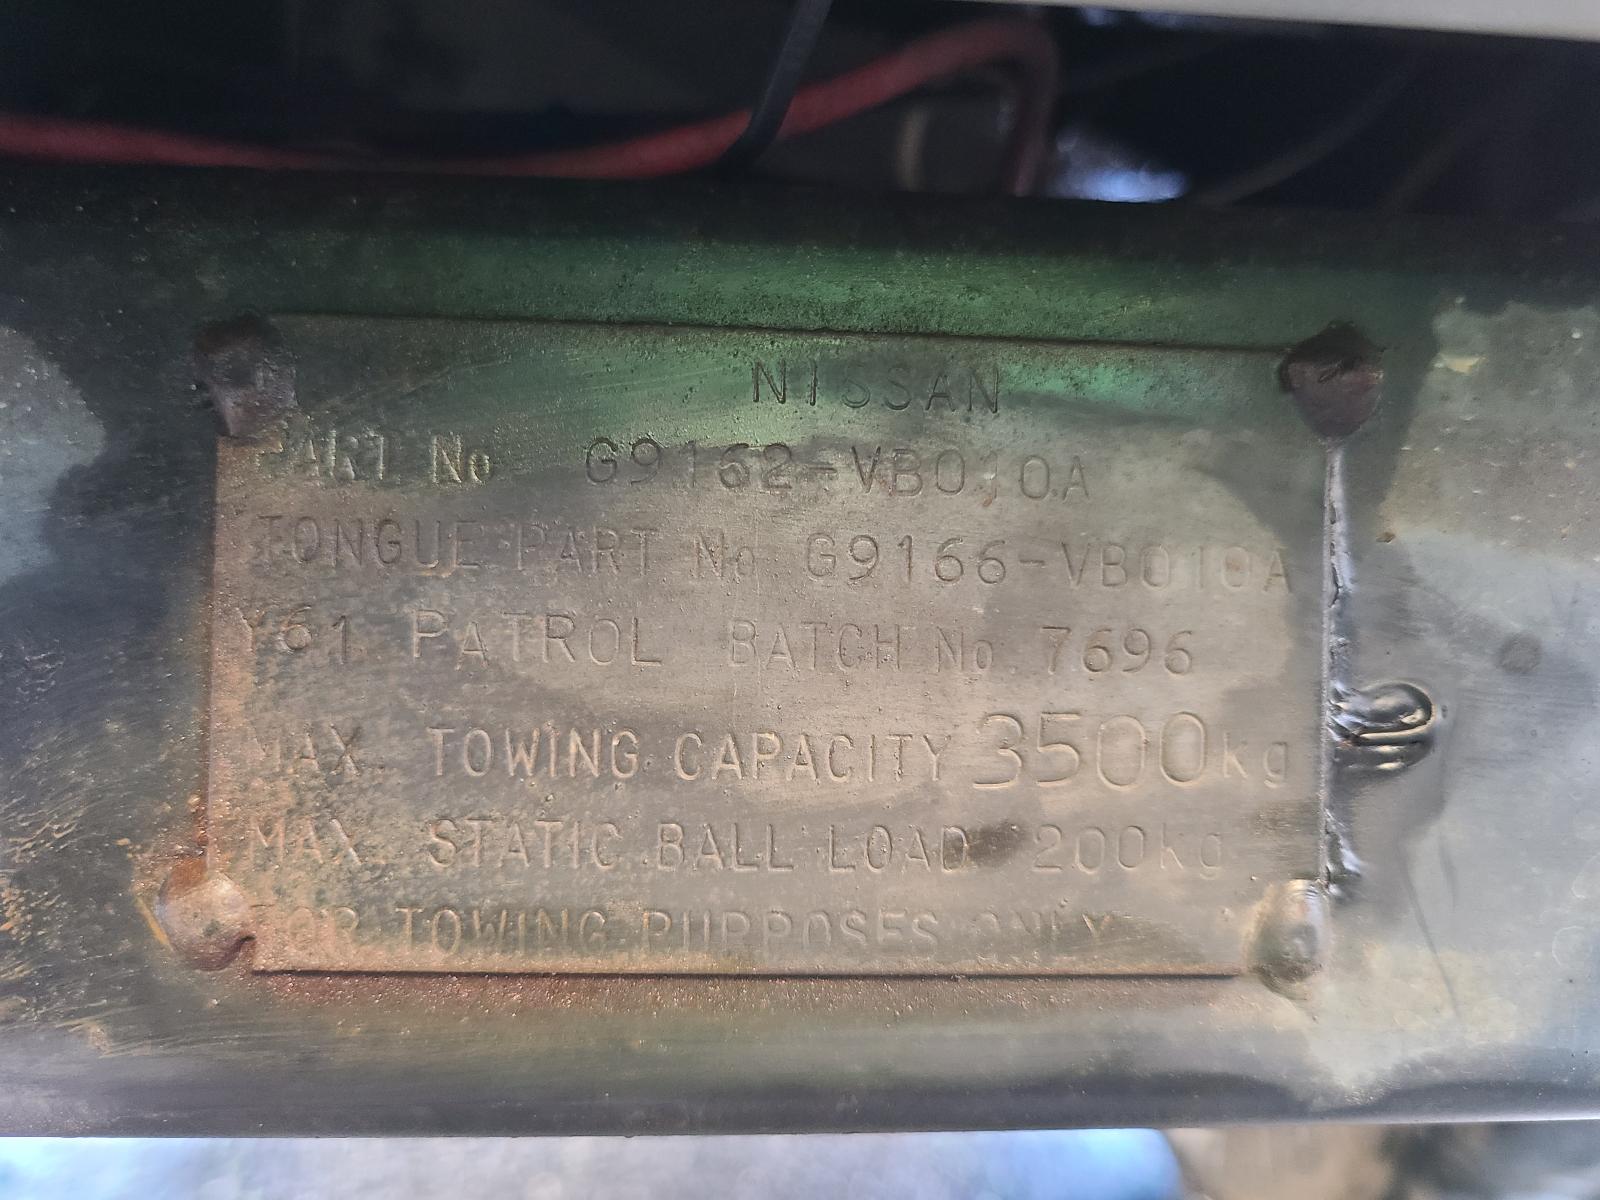 NISSAN
PART No G9162-VB010A
TONGUE PART No G9166-VB010A
Y61 PATROL BATCH No. 7696
MAX. TOWING CAPACITY 3500kg
MAX. STATIC BALL LOAD 200kg
FOR TOWING PURPOSES ONLY